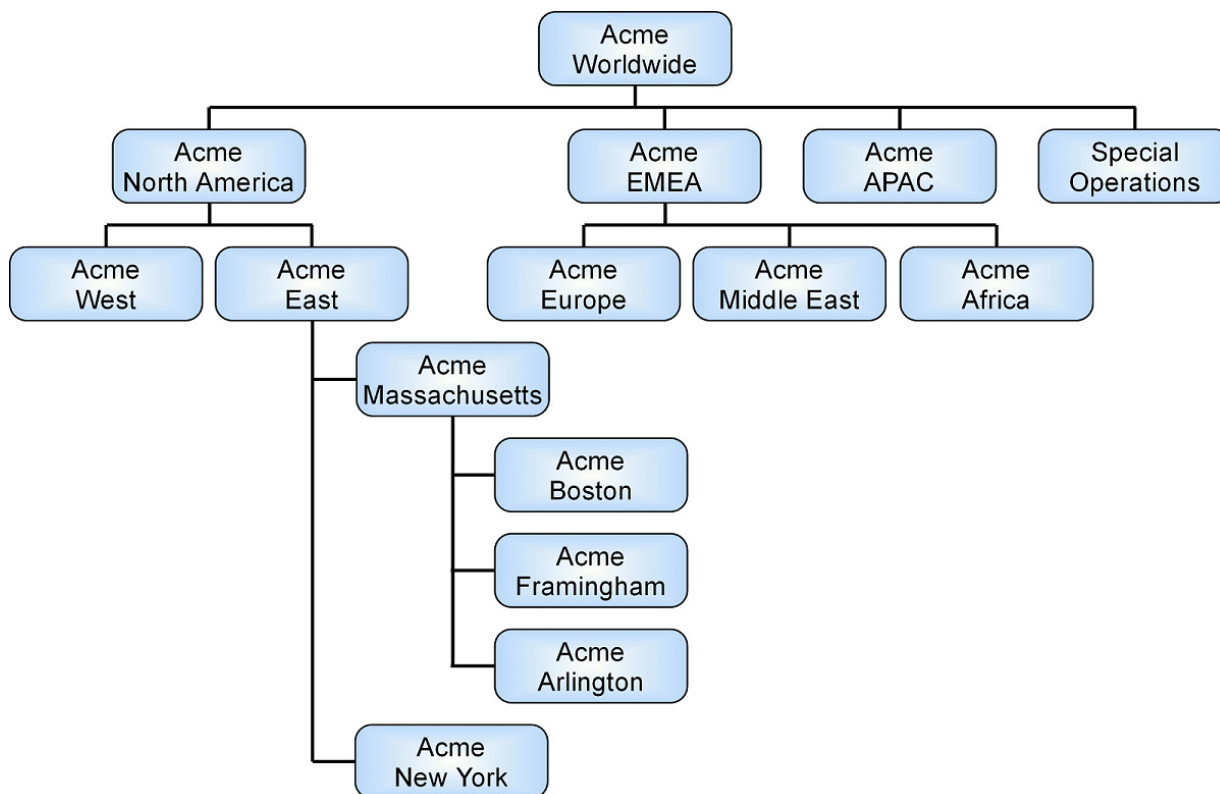 Acme
Worldwide
Acme
North America
Acme
EMEA
Acme
APAC
Special
Operations
Acme
West
Acme
East
Acme
Europe
Acme
Middle East
Acme
Africa
Acme
Massachusetts
Acme
Boston
Acme
Framingham
Acme
Arlington
Acme
New York